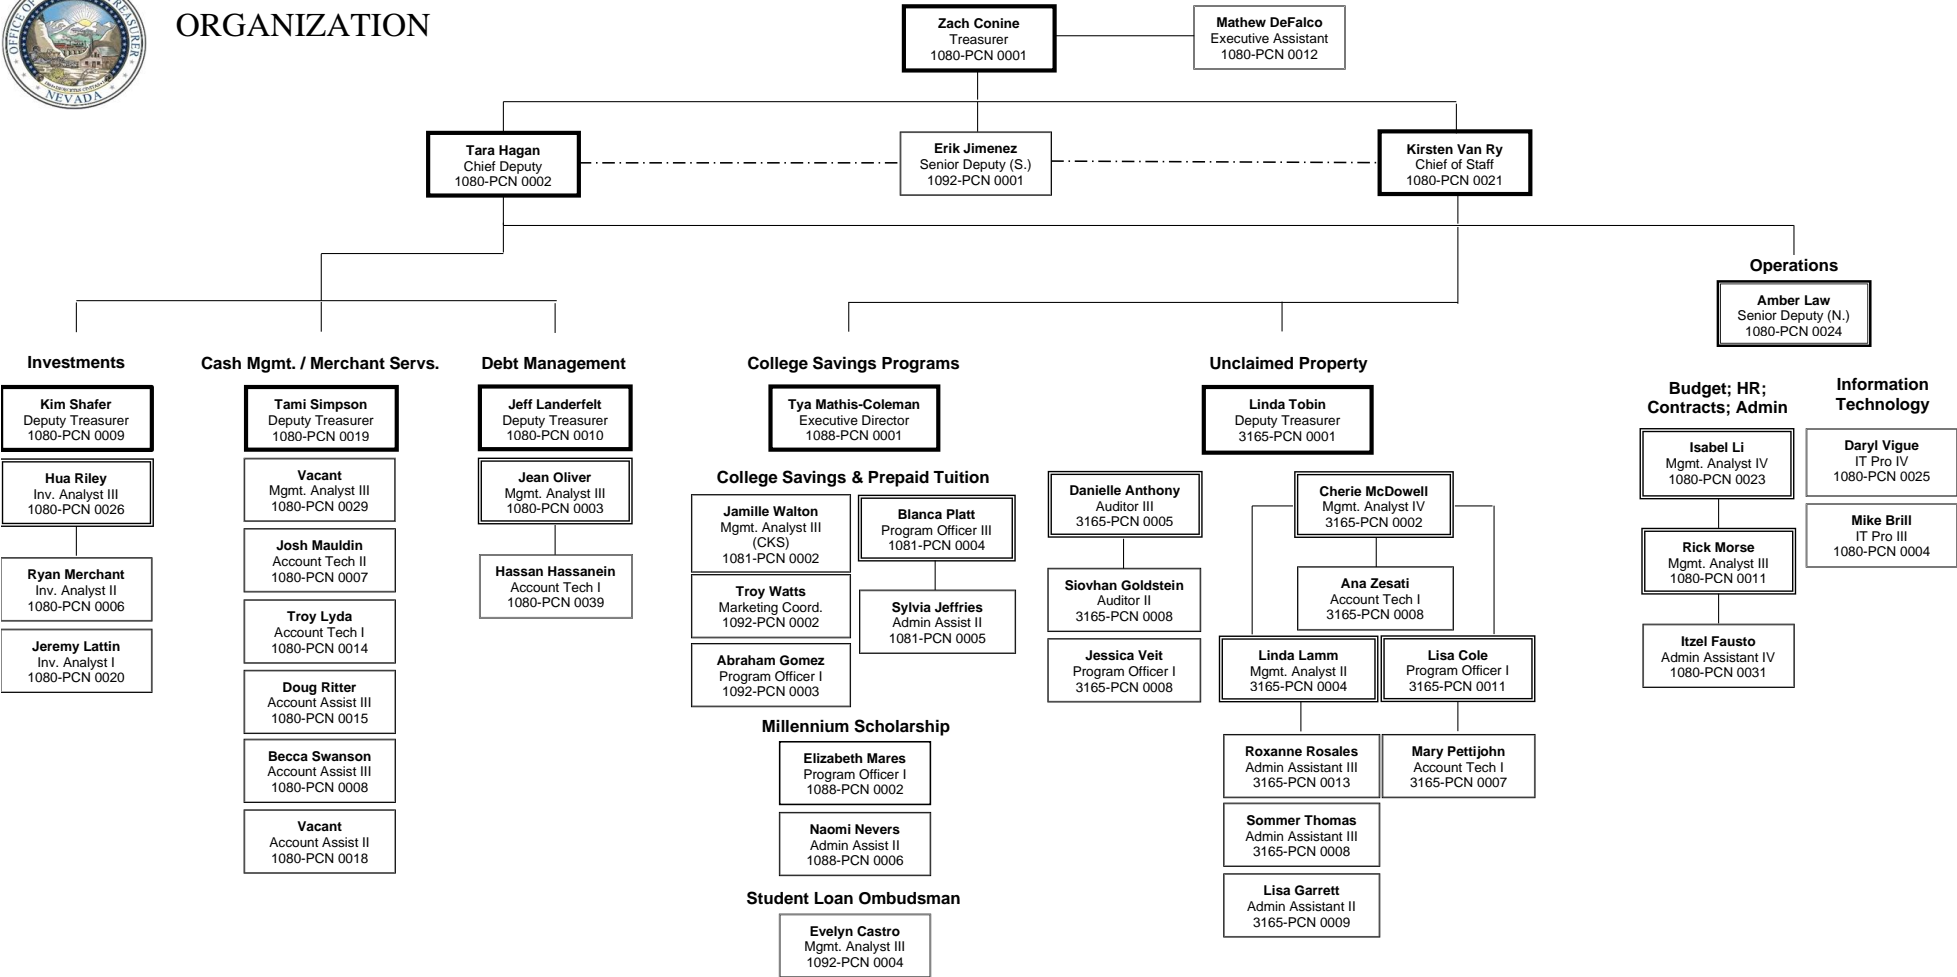 OFFICE OF
TREASURER
NEVADA
ORGANIZATION
Zach Conine
Treasurer
1080-PCN 0001
Mathew DeFalco
Executive Assistant
1080-PCN 0012
Tara Hagan
Chief Deputy
1080-PCN 0002
Erik Jimenez
Senior Deputy (S.)
1092-PCN 0001
Kirsten Van Ry
Chief of Staff
1080-PCN 0021
Operations
Amber Law
Senior Deputy (N.)
1080-PCN 0024
Investments
Kim Shafer
Deputy Treasurer
1080-PCN 0009
Hua Riley
Inv. Analyst III
1080-PCN 0026
Ryan Merchant
Inv. Analyst II
1080-PCN 0006
Jeremy Lattin
Inv. Analyst I
1080-PCN 0020
Cash Mgmt. / Merchant Servs.
Tami Simpson
Deputy Treasurer
1080-PCN 0019
Vacant
Mgmt. Analyst III
1080-PCN 0029
Josh Mauldin
Account Tech II
1080-PCN 0007
Troy Lyda
Account Tech I
1080-PCN 0014
Doug Ritter
Account Assist III
1080-PCN 0015
Becca Swanson
Account Assist III
1080-PCN 0008
Vacant
Account Assist II
1080-PCN 0018
Debt Management
Jeff Landerfelt
Deputy Treasurer
1080-PCN 0010
Jean Oliver
Mgmt. Analyst III
1080-PCN 0003
Hassan Hassanein
Account Tech I
1080-PCN 0039
College Savings Programs
Tya Mathis-Coleman
Executive Director
1088-PCN 0001
College Savings & Prepaid Tuition
Jamille Walton
Mgmt. Analyst III
(CKS)
1081-PCN 0002
Troy Watts
Marketing Coord.
1092-PCN 0002
Abraham Gomez
Program Officer I
1092-PCN 0003
Blanca Platt
Program Officer III
1081-PCN 0004
Sylvia Jeffries
Admin Assist II
1081-PCN 0005
Millennium Scholarship
Elizabeth Mares
Program Officer I
1088-PCN 0002
Naomi Nevers
Admin Assist II
1088-PCN 0006
Student Loan Ombudsman
Evelyn Castro
Mgmt. Analyst III
1092-PCN 0004
Unclaimed Property
Linda Tobin
Deputy Treasurer
3165-PCN 0001
Danielle Anthony
Auditor III
3165-PCN 0005
Siovhan Goldstein
Auditor II
3165-PCN 0008
Jessica Veit
Program Officer I
3165-PCN 0008
Cherie McDowell
Mgmt. Analyst IV
3165-PCN 0002
Ana Zesati
Account Tech I
3165-PCN 0008
Linda Lamm
Mgmt. Analyst II
3165-PCN 0004
Lisa Cole
Program Officer I
3165-PCN 0011
Roxanne Rosales
Admin Assistant III
3165-PCN 0013
Mary Pettijohn
Account Tech I
3165-PCN 0007
Sommer Thomas
Admin Assistant III
3165-PCN 0008
Lisa Garrett
Admin Assistant II
3165-PCN 0009
Budget; HR;
Contracts; Admin
Isabel Li
Mgmt. Analyst IV
1080-PCN 0023
Rick Morse
Mgmt. Analyst III
1080-PCN 0011
Itzel Fausto
Admin Assistant IV
1080-PCN 0031
Information
Technology
Daryl Vigue
IT Pro IV
1080-PCN 0025
Mike Brill
IT Pro III
1080-PCN 0004